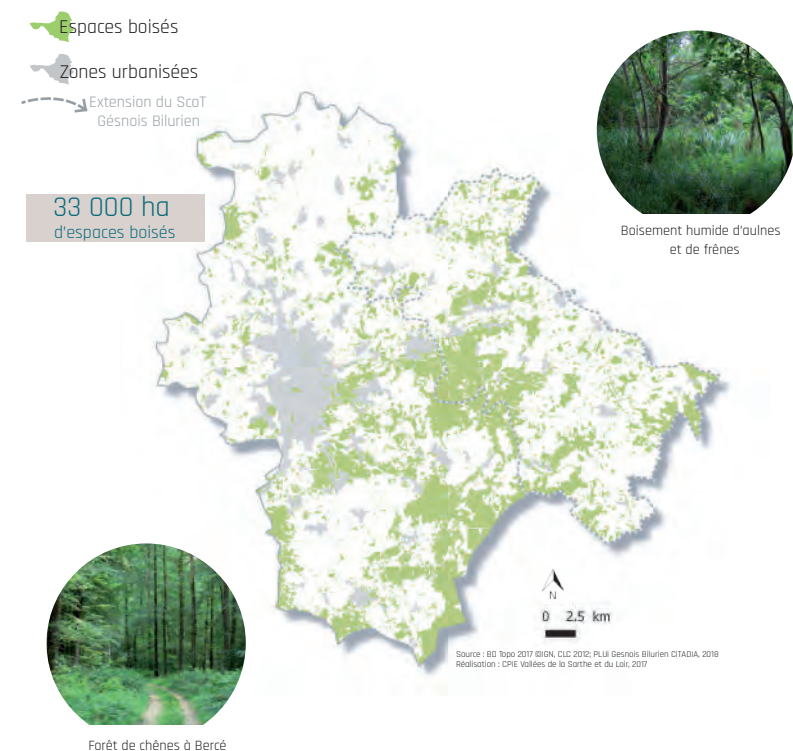 Espaces boisés
Zones urbanisées
Extension du ScoT
Gésnois Bilurien
33 000 ha
d'espaces boisés
Boisement humide d'aulnes
et de frênes
N
0 2.5 km
Source : BD Topo 2017 ©IGN, CLC 2012; PLUi Gesnois Bilurien CITADIA, 2018
Réalisation : CPIE Vallées de la Sarthe et du Loir, 2017
Forêt de chênes à Bercé